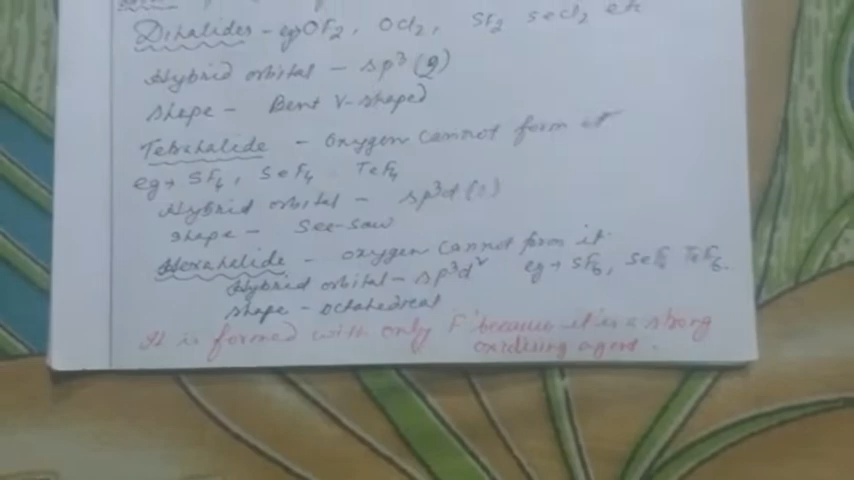 Dihalides - eg OF2, OCl2, SF2 SeCl2 etc
Hybrid orbital - sp3 (2)
Shape - Bent V-shaped
Tetrahalide - Oxygen cannot form it
eg → SF4, SeF4 TeF4
Hybrid orbital - sp3d (1)
Shape - See-saw
Hexahalide - oxygen cannot form it.
Hybrid orbital - sp3d2 eg → SF6, SeF6 TeF6.
Shape - octahedral
It is formed with only F because it is a strong
oxidising agent.